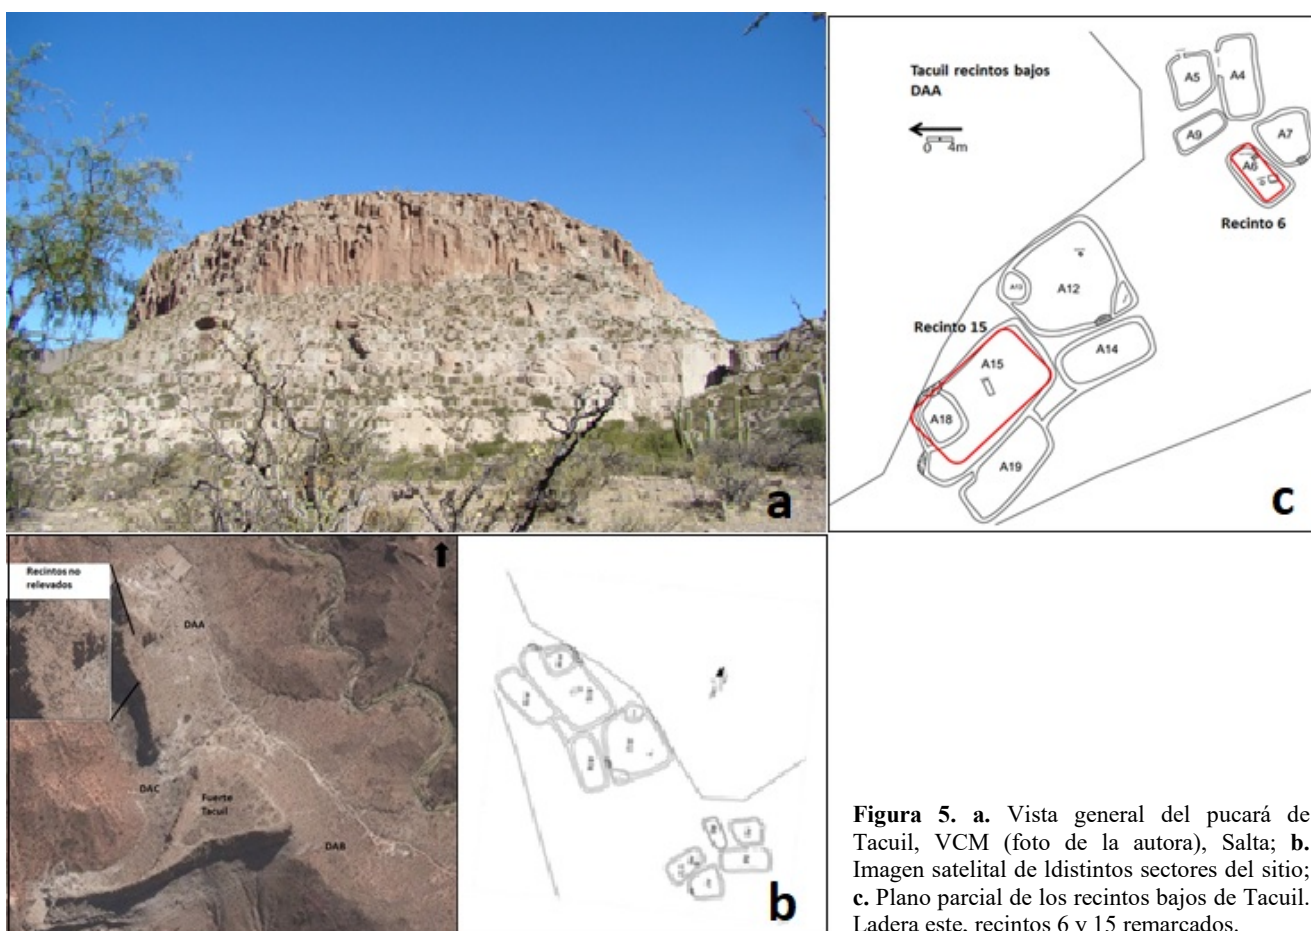 a
Tacuil recintos bajos
DAA
0 4m
A5
A4
A9
A7
A6
Recinto 6
A12
Recinto 15
A14
A15
A18
A19
c
Recintos no
relevados
DAA
DAC
Fuerte
Tacuil
DAB
b
Figura 5. a. Vista general del pucará de
Tacuil, VCM (foto de la autora), Salta; b.
Imagen satelital de ldistintos sectores del sitio;
c. Plano parcial de los recintos bajos de Tacuil.
Ladera este, recintos 6 y 15 remarcados.